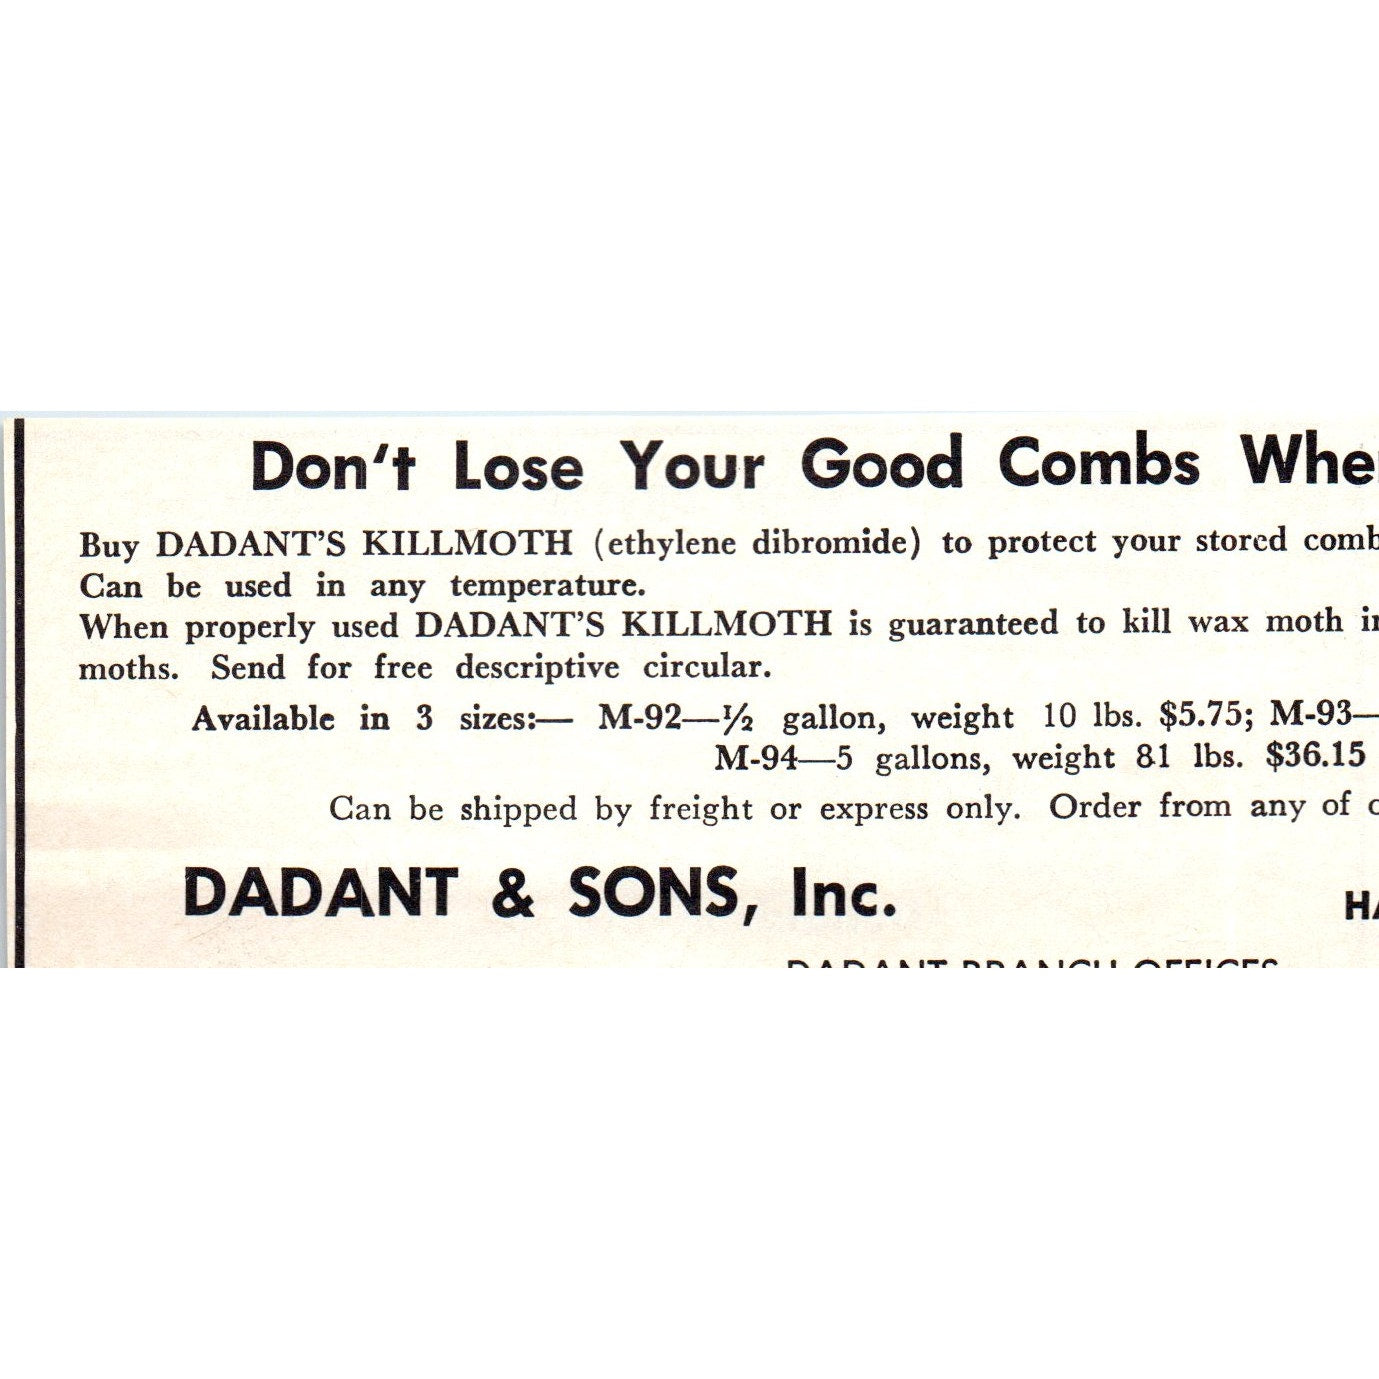 Don't Lose Your Good Combs
Buy DADANT'S KILLMOTH (ethylene dibromide) to protect your stored
Can be used in any temperature.
When properly used DADANT'S KILLMOTH is guaranteed to kill wax moth
moths. Send for free descriptive circular.
Available in 3 sizes:— M-92—½ gallon, weight 10 lbs. $5.75; M-93—
M-94—5 gallons, weight 81 lbs. $36.15
Can be shipped by freight or express only. Order from any of
DADANT & SONS, Inc.
DADANT BRANCH OFFICES